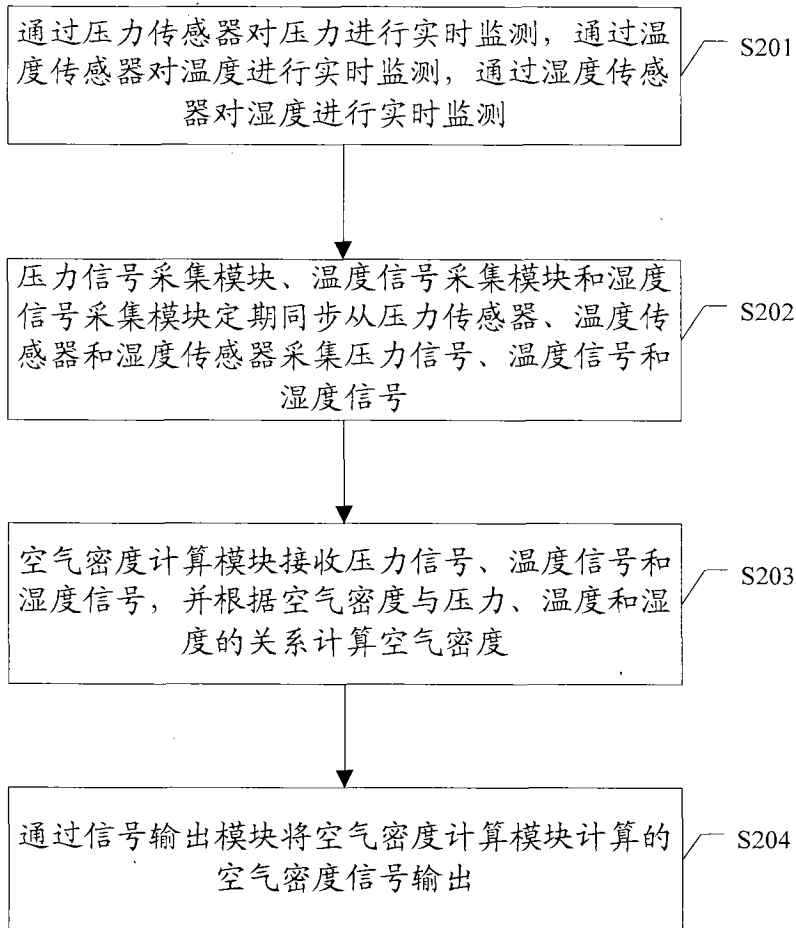 通过压力传感器对压力进行实时监测，通过温
度传感器对温度进行实时监测，通过湿度传感
器对湿度进行实时监测
S201
压力信号采集模块、温度信号采集模块和湿度
信号采集模块定期同步从压力传感器、温度传
感器和湿度传感器采集压力信号、温度信号和
湿度信号
S202
空气密度计算模块接收压力信号、温度信号和
湿度信号，并根据空气密度与压力、温度和湿
度的关系计算空气密度
S203
通过信号输出模块将空气密度计算模块计算的
空气密度信号输出
S204